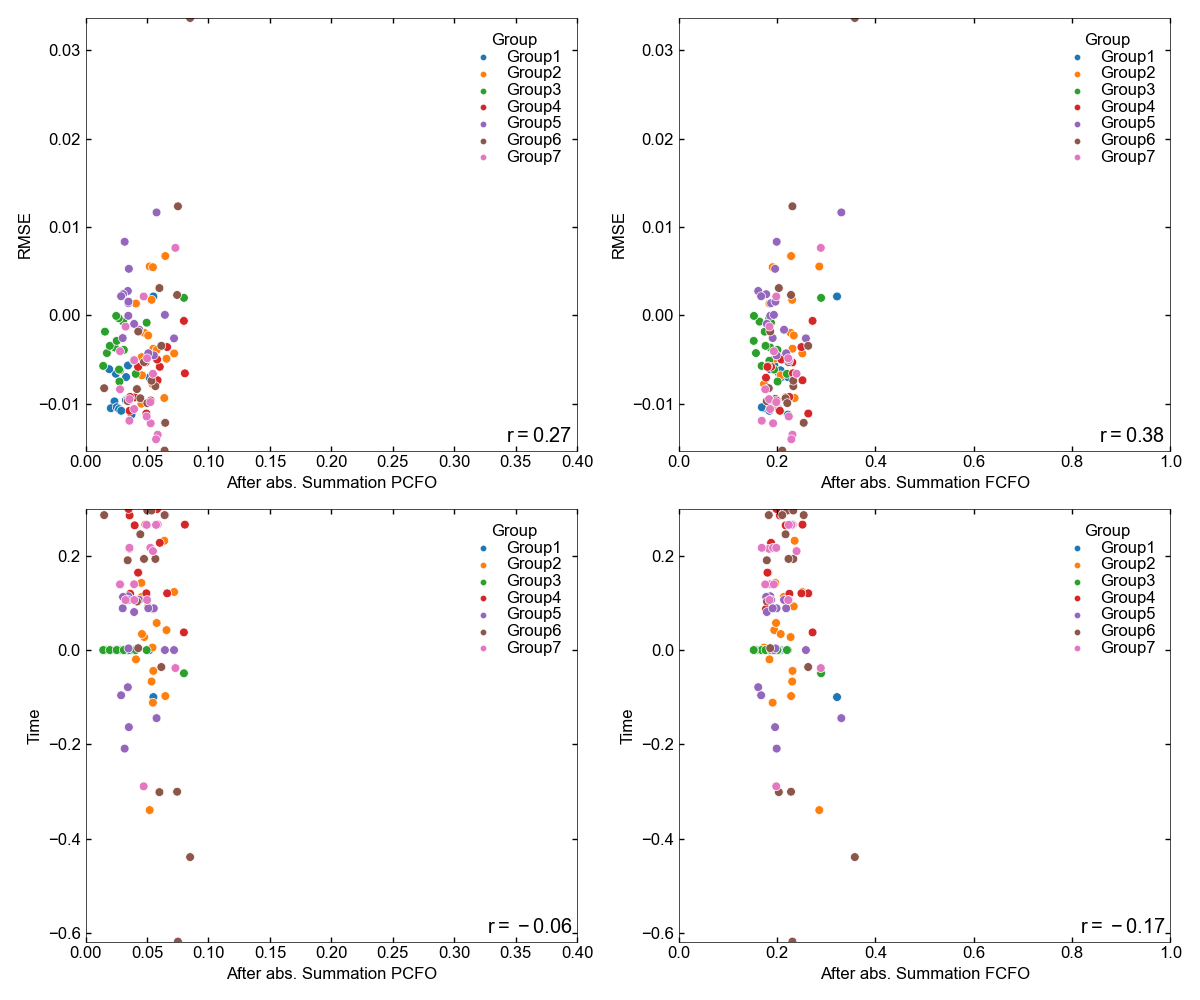 0.03
0.02
0.01
0.00
−0.01
RMSE
Group
Group1
Group2
Group3
Group4
Group5
Group6
Group7
r = 0.27
0.00 0.05 0.10 0.15 0.20 0.25 0.30 0.35 0.40
After abs. Summation PCFO
0.03
0.02
0.01
0.00
−0.01
RMSE
Group
Group1
Group2
Group3
Group4
Group5
Group6
Group7
r = 0.38
0.0 0.2 0.4 0.6 0.8 1.0
After abs. Summation FCFO
0.2
0.0
−0.2
−0.4
−0.6
Time
Group
Group1
Group2
Group3
Group4
Group5
Group6
Group7
r = −0.06
0.00 0.05 0.10 0.15 0.20 0.25 0.30 0.35 0.40
After abs. Summation PCFO
0.2
0.0
−0.2
−0.4
−0.6
Time
Group
Group1
Group2
Group3
Group4
Group5
Group6
Group7
r = −0.17
0.0 0.2 0.4 0.6 0.8 1.0
After abs. Summation FCFO